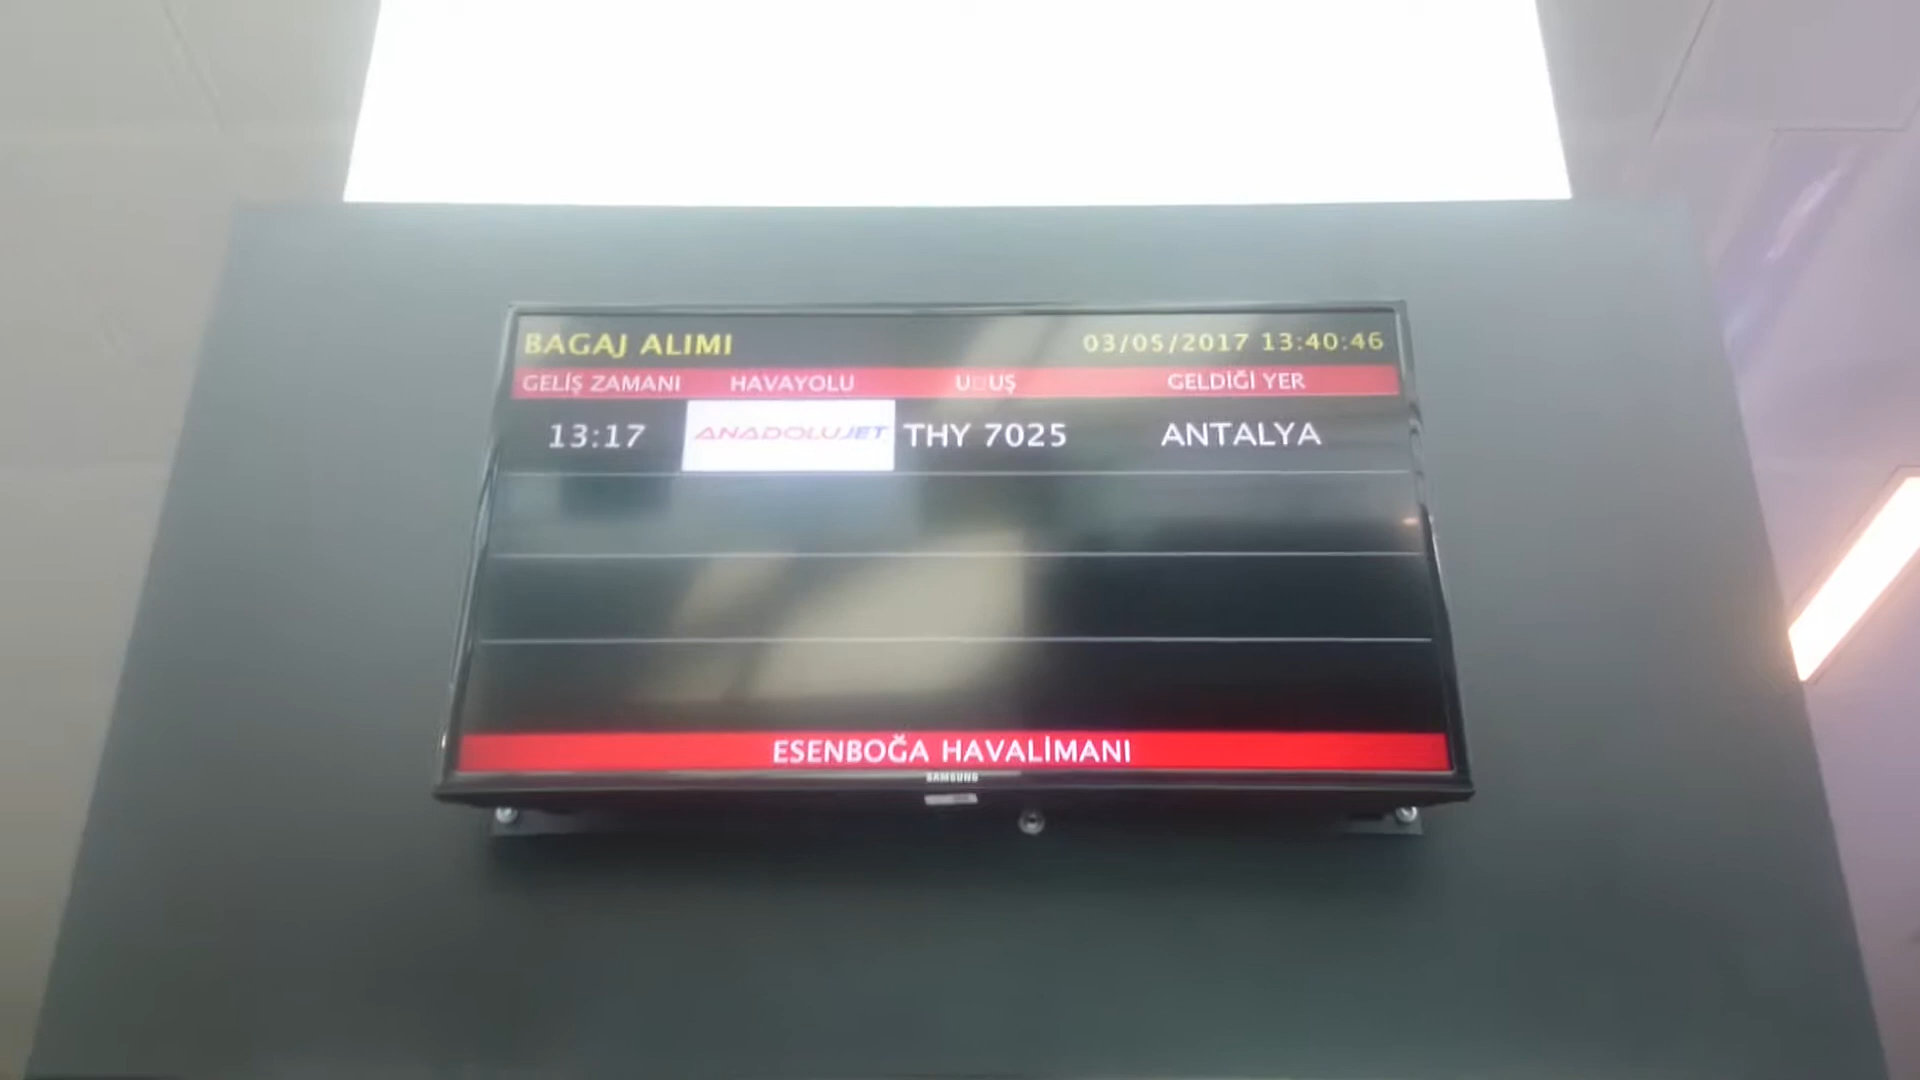 BAGAJ ALIMI 03/05/2017 13:40:46
GELİŞ ZAMANI HAVAYOLU U□UŞ GELDİĞİ YER
13:17 ANADOLUJET THY 7025 ANTALYA
ESENBOĞA HAVALİMANI
SAMSUNG